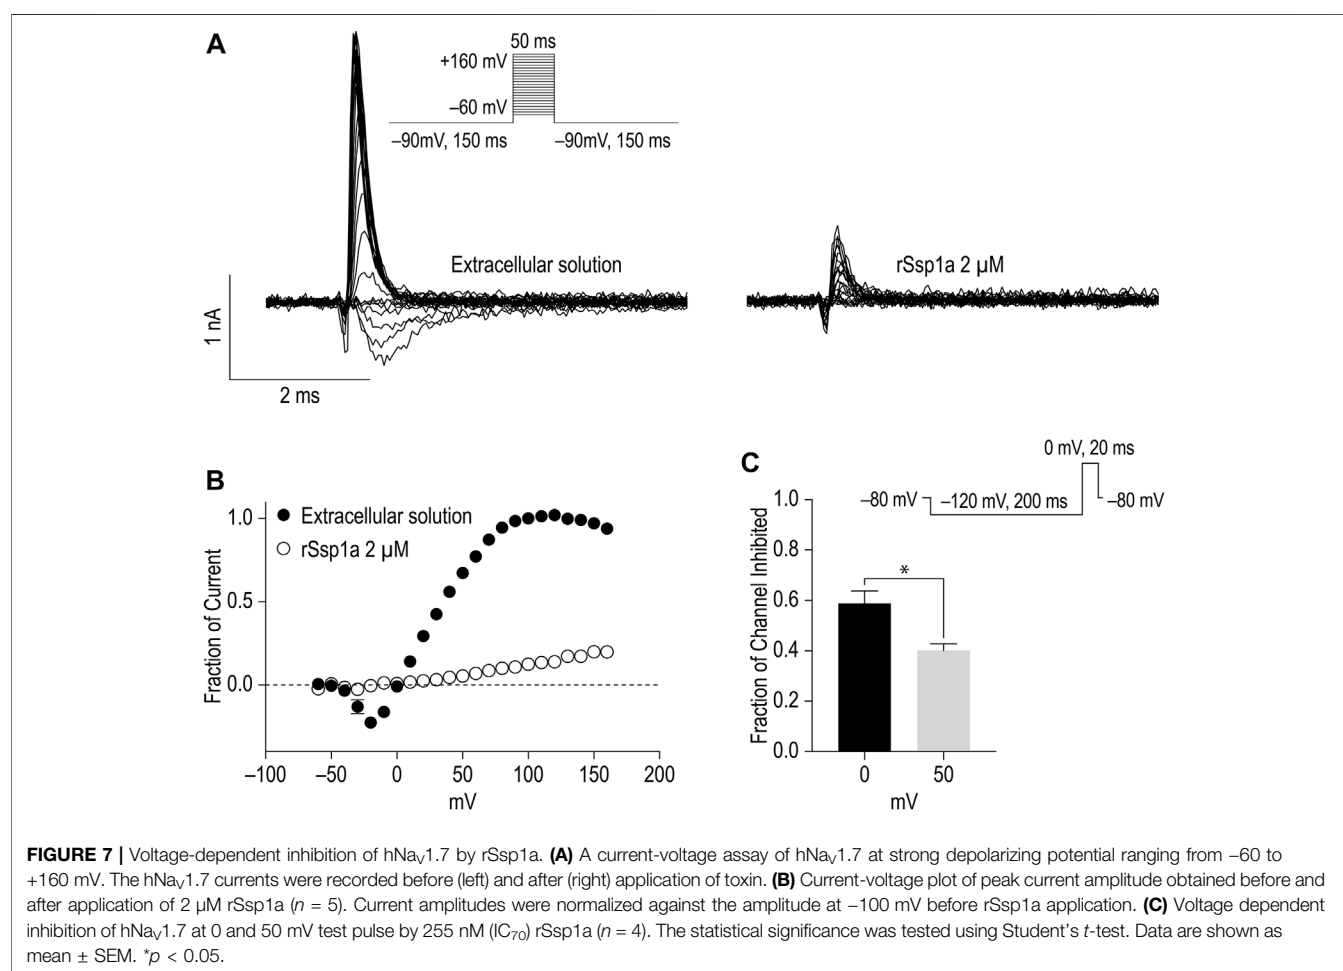 A
50 ms
+160 mV
–60 mV
–90mV, 150 ms
–90mV, 150 ms
Extracellular solution
rSsp1a 2 µM
1 nA
2 ms
B
Extracellular solution
rSsp1a 2 µM
Fraction of Current
1.0
0.5
0.0
–100
–50
0
50
100
150
200
mV
C
0 mV, 20 ms
–80 mV
–120 mV, 200 ms
–80 mV
Fraction of Channel Inhibited
1.0
0.8
0.6
0.4
0.2
0.0
*
0
50
mV
FIGURE 7 | Voltage-dependent inhibition of hNaV1.7 by rSsp1a. (A) A current-voltage assay of hNaV1.7 at strong depolarizing potential ranging from −60 to
+160 mV. The hNaV1.7 currents were recorded before (left) and after (right) application of toxin. (B) Current-voltage plot of peak current amplitude obtained before and
after application of 2 µM rSsp1a (n = 5). Current amplitudes were normalized against the amplitude at −100 mV before rSsp1a application. (C) Voltage dependent
inhibition of hNaV1.7 at 0 and 50 mV test pulse by 255 nM (IC70) rSsp1a (n = 4). The statistical significance was tested using Student's t-test. Data are shown as
mean ± SEM. *p < 0.05.